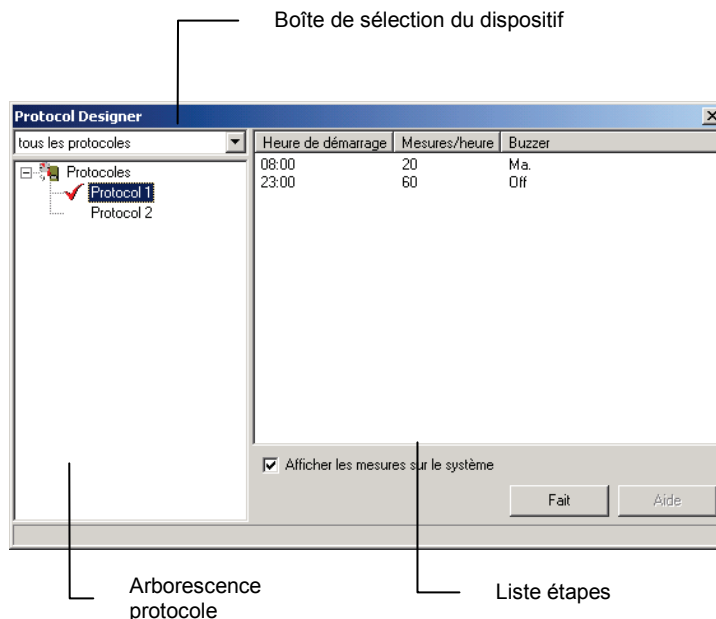 Boîte de sélection du dispositif
Protocol Designer
tous les protocoles
Heure de démarrage Mesures/heure Buzzer
08:00 20 Ma.
23:00 60 Off
Protocoles
Protocol 1
Protocol 2
Afficher les mesures sur le système
Fait Aide
Arborescence
protocole
Liste étapes